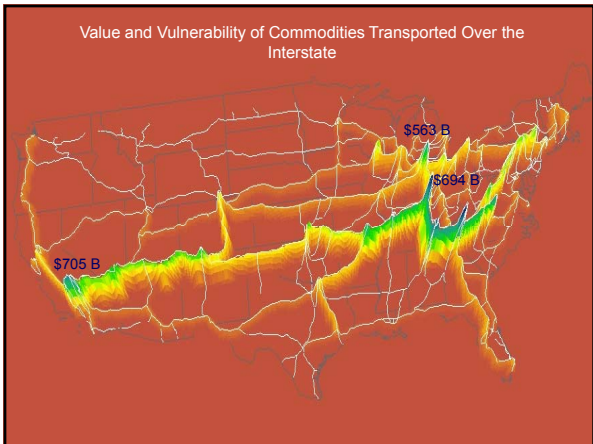 Value and Vulnerability of Commodities Transported Over the
Interstate
$563 B
$694 B
$705 B